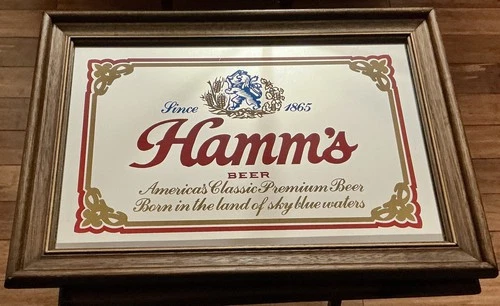 Since 1865
Hamm's
BEER
America's Classic Premium Beer
Born in the land of sky blue waters